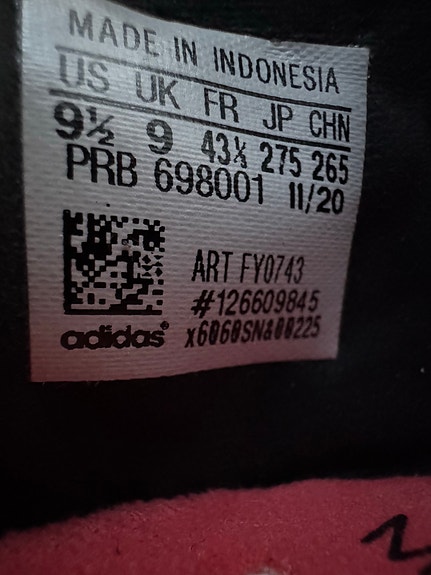 MADE IN INDONESIA
US UK FR JP CHN
9½ 9 43⅓ 275 265
PRB 698001 11/20
ART FY0743
#126609845
adidas®